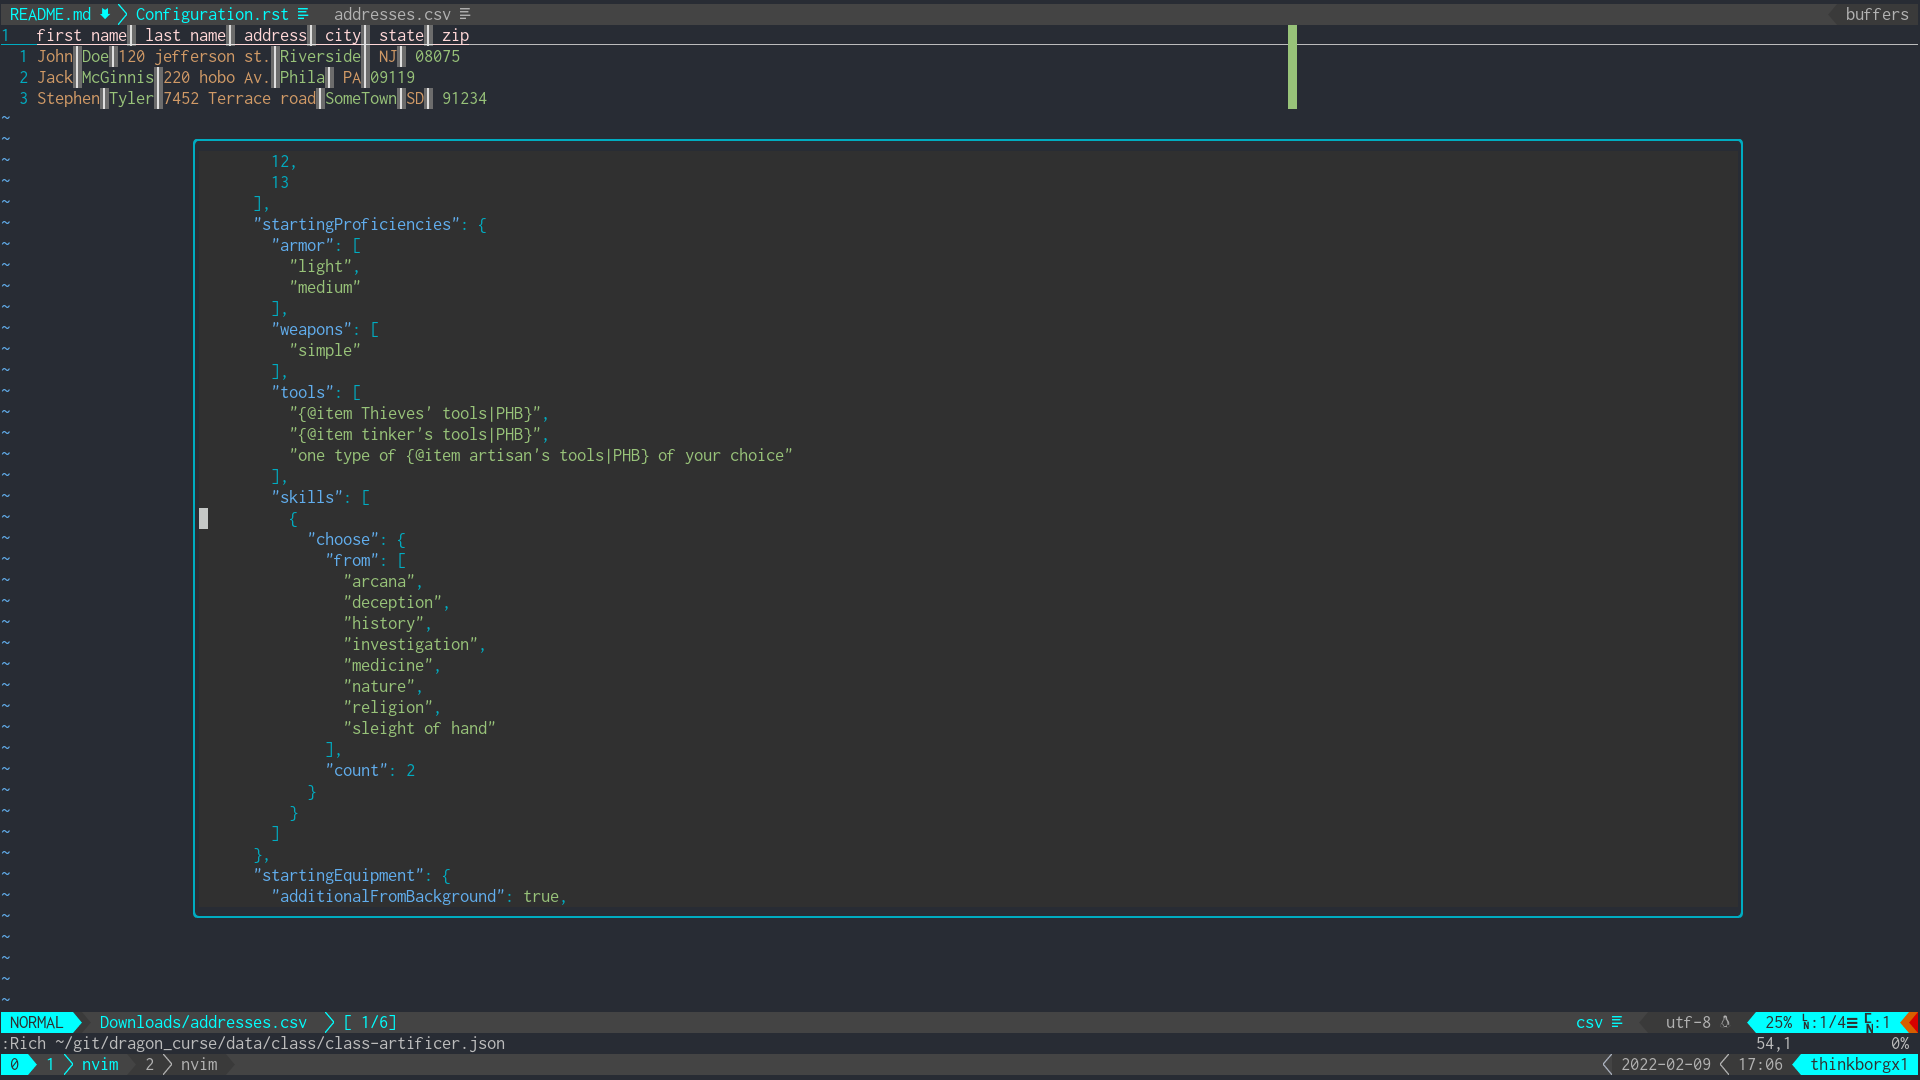 README.md Configuration.rst addresses.csv buffers
1 first name| last name| address| city| state| zip
1 John|Doe|120 jefferson st.|Riverside| NJ| 08075
2 Jack|McGinnis|220 hobo Av.|Phila| PA|09119
3 Stephen|Tyler|7452 Terrace road|SomeTown|SD| 91234
~
~
~ 12,
~ 13
~ ],
~ "startingProficiencies": {
~ "armor": [
~ "light",
~ "medium"
~ ],
~ "weapons": [
~ "simple"
~ ],
~ "tools": [
~ "{@item Thieves' tools|PHB}",
~ "{@item tinker's tools|PHB}",
~ "one type of {@item artisan's tools|PHB} of your choice"
~ ],
~ "skills": [
~ {
~ "choose": {
~ "from": [
~ "arcana",
~ "deception",
~ "history",
~ "investigation",
~ "medicine",
~ "nature",
~ "religion",
~ "sleight of hand"
~ ],
~ "count": 2
~ }
~ }
~ ]
~ },
~ "startingEquipment": {
~ "additionalFromBackground": true,
~
~
~
~
~
NORMAL Downloads/addresses.csv [ 1/6] csv utf-8 25% LN:1/4≡ EN:1
:Rich ~/git/dragon_curse/data/class/class-artificer.json 54,1 0%
0 1 nvim 2 nvim 2022-02-09 17:06 thinkborgx1